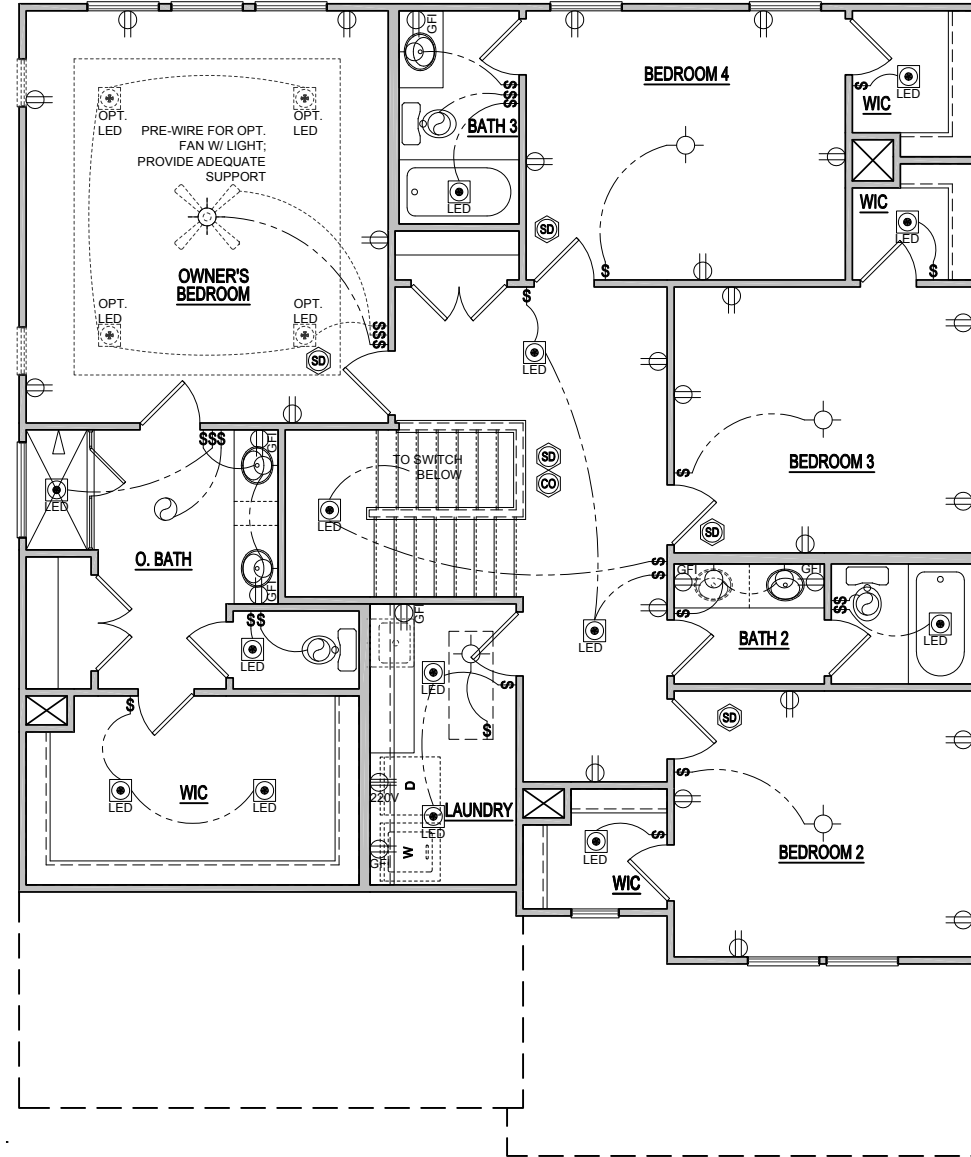 GFI
BEDROOM 4
LED
WIC
OPT.
LED
OPT.
LED
PRE-WIRE FOR OPT.
FAN W/ LIGHT;
PROVIDE ADEQUATE
SUPPORT
$
$$$
BATH 3
$
LED
WIC
LED
SD
$
$
OWNER'S
BEDROOM
$
OPT.
LED
OPT.
LED
$$$
SD
LED
$$$
GFI
TO SWITCH
BELOW
SD
CO
BEDROOM 3
$
LED
LED
SD
O. BATH
GFI
$
$
GFI
GFI
$
$$
$$
GFI
LED
LED
BATH 2
LED
LED
LED
$
$
$
SD
$
LED
WIC
LED
220V
D
LED
LAUNDRY
W
GFI
$
LED
WIC
BEDROOM 2